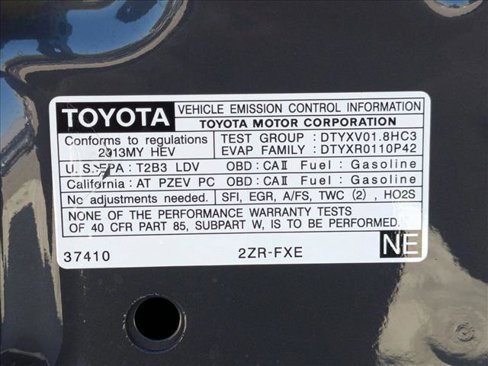 TOYOTA VEHICLE EMISSION CONTROL INFORMATION
TOYOTA MOTOR CORPORATION
Conforms to regulations TEST GROUP : DTYXV01.8HC3
2013MY HEV EVAP FAMILY : DTYXR0110P42
U.S.EPA : T2B3 LDV OBD : CAⅡ Fuel : Gasoline
California : AT PZEV PC OBD : CAⅡ Fuel : Gasoline
No adjustments needed. SFI, EGR, A/FS, TWC (2) , HO2S
NONE OF THE PERFORMANCE WARRANTY TESTS
OF 40 CFR PART 85, SUBPART W, IS TO BE PERFORMED.
37410 2ZR-FXE NE